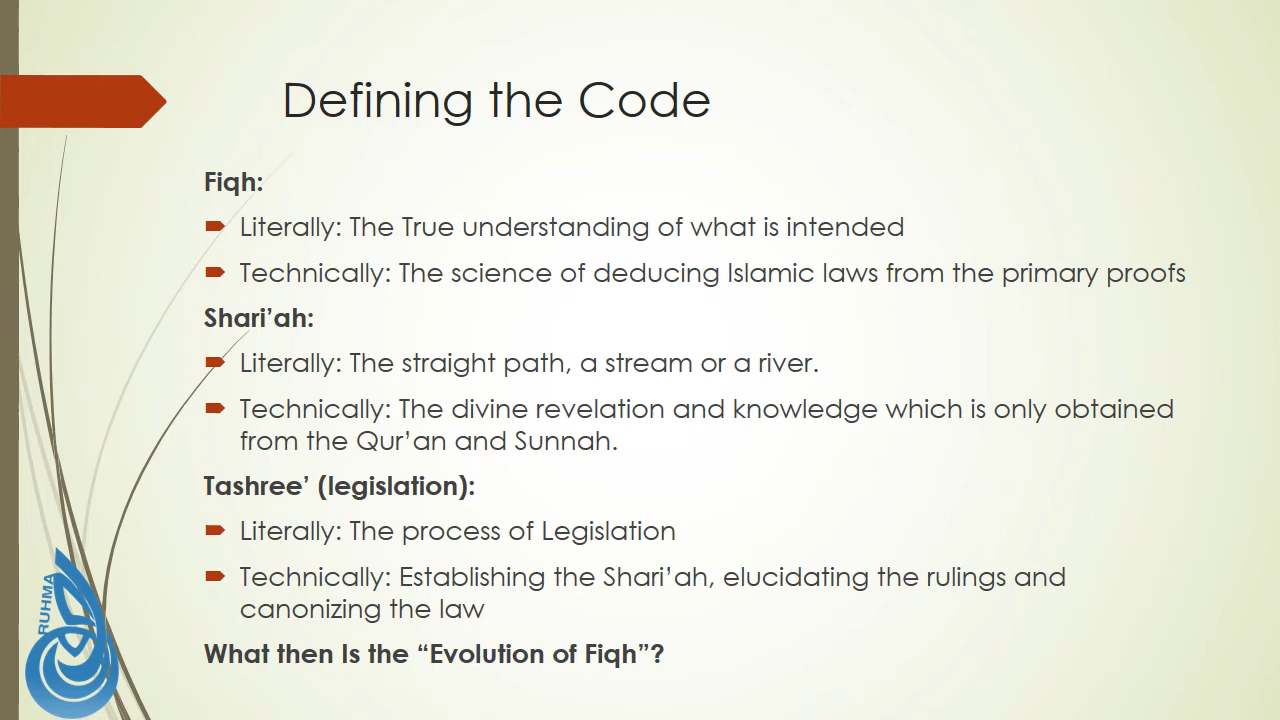 Defining the Code
Fiqh:
Literally: The True understanding of what is intended
Technically: The science of deducing Islamic laws from the primary proofs
Shari’ah:
Literally: The straight path, a stream or a river.
Technically: The divine revelation and knowledge which is only obtained
from the Qur’an and Sunnah.
Tashree’ (legislation):
Literally: The process of Legislation
Technically: Establishing the Shari’ah, elucidating the rulings and
canonizing the law
What then Is the “Evolution of Fiqh”?
RUHMA